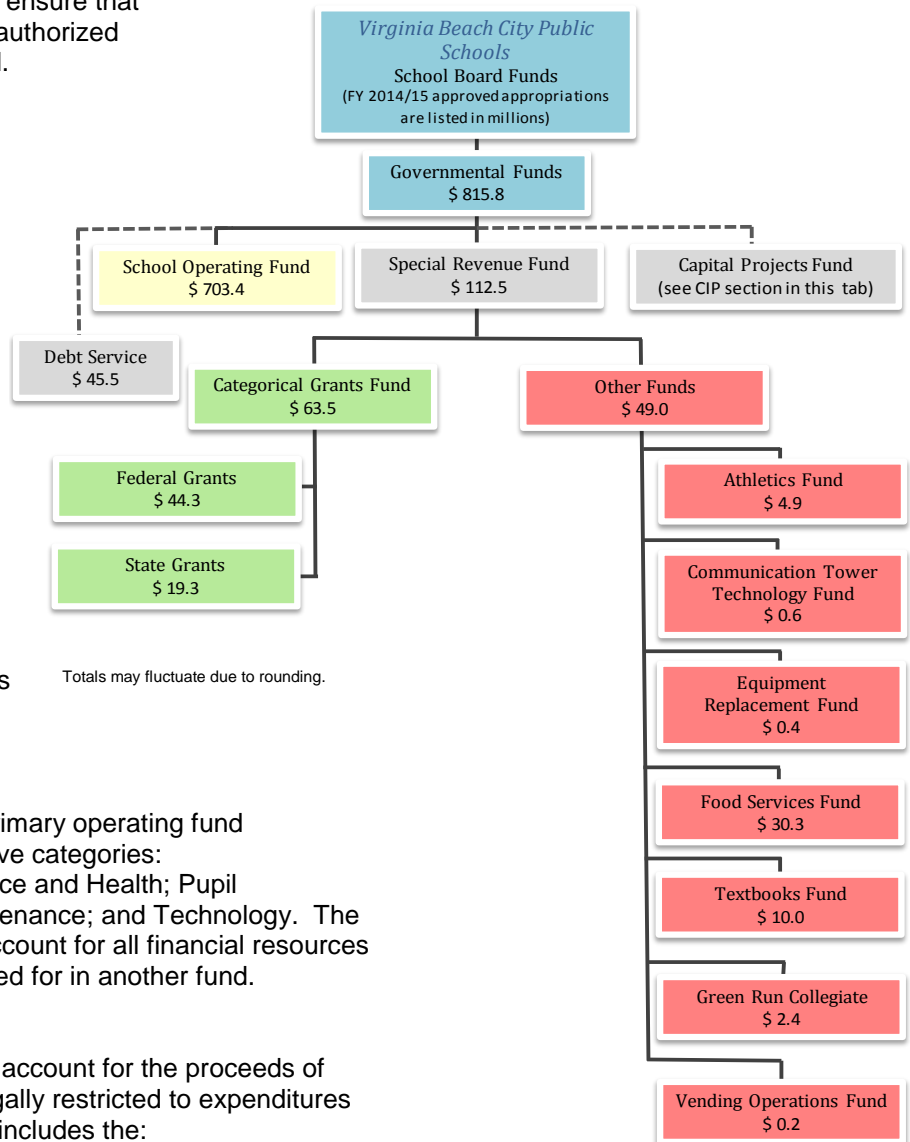 ensure that
authorized
l.
Virginia Beach City Public
Schools
School Board Funds
(FY 2014/15 approved appropriations
are listed in millions)
Governmental Funds
$ 815.8
School Operating Fund
$ 703.4
Special Revenue Fund
$ 112.5
Capital Projects Fund
(see CIP section in this tab)
Debt Service
$ 45.5
Categorical Grants Fund
$ 63.5
Other Funds
$ 49.0
Federal Grants
$ 44.3
State Grants
$ 19.3
Athletics Fund
$ 4.9
Communication Tower
Technology Fund
$ 0.6
Equipment
Replacement Fund
$ 0.4
Food Services Fund
$ 30.3
Textbooks Fund
$ 10.0
Green Run Collegiate
$ 2.4
Vending Operations Fund
$ 0.2
s
Totals may fluctuate due to rounding.
rimary operating fund
ve categories:
ce and Health; Pupil
enance; and Technology. The
ccount for all financial resources
ed for in another fund.
account for the proceeds of
gally restricted to expenditures
includes the: